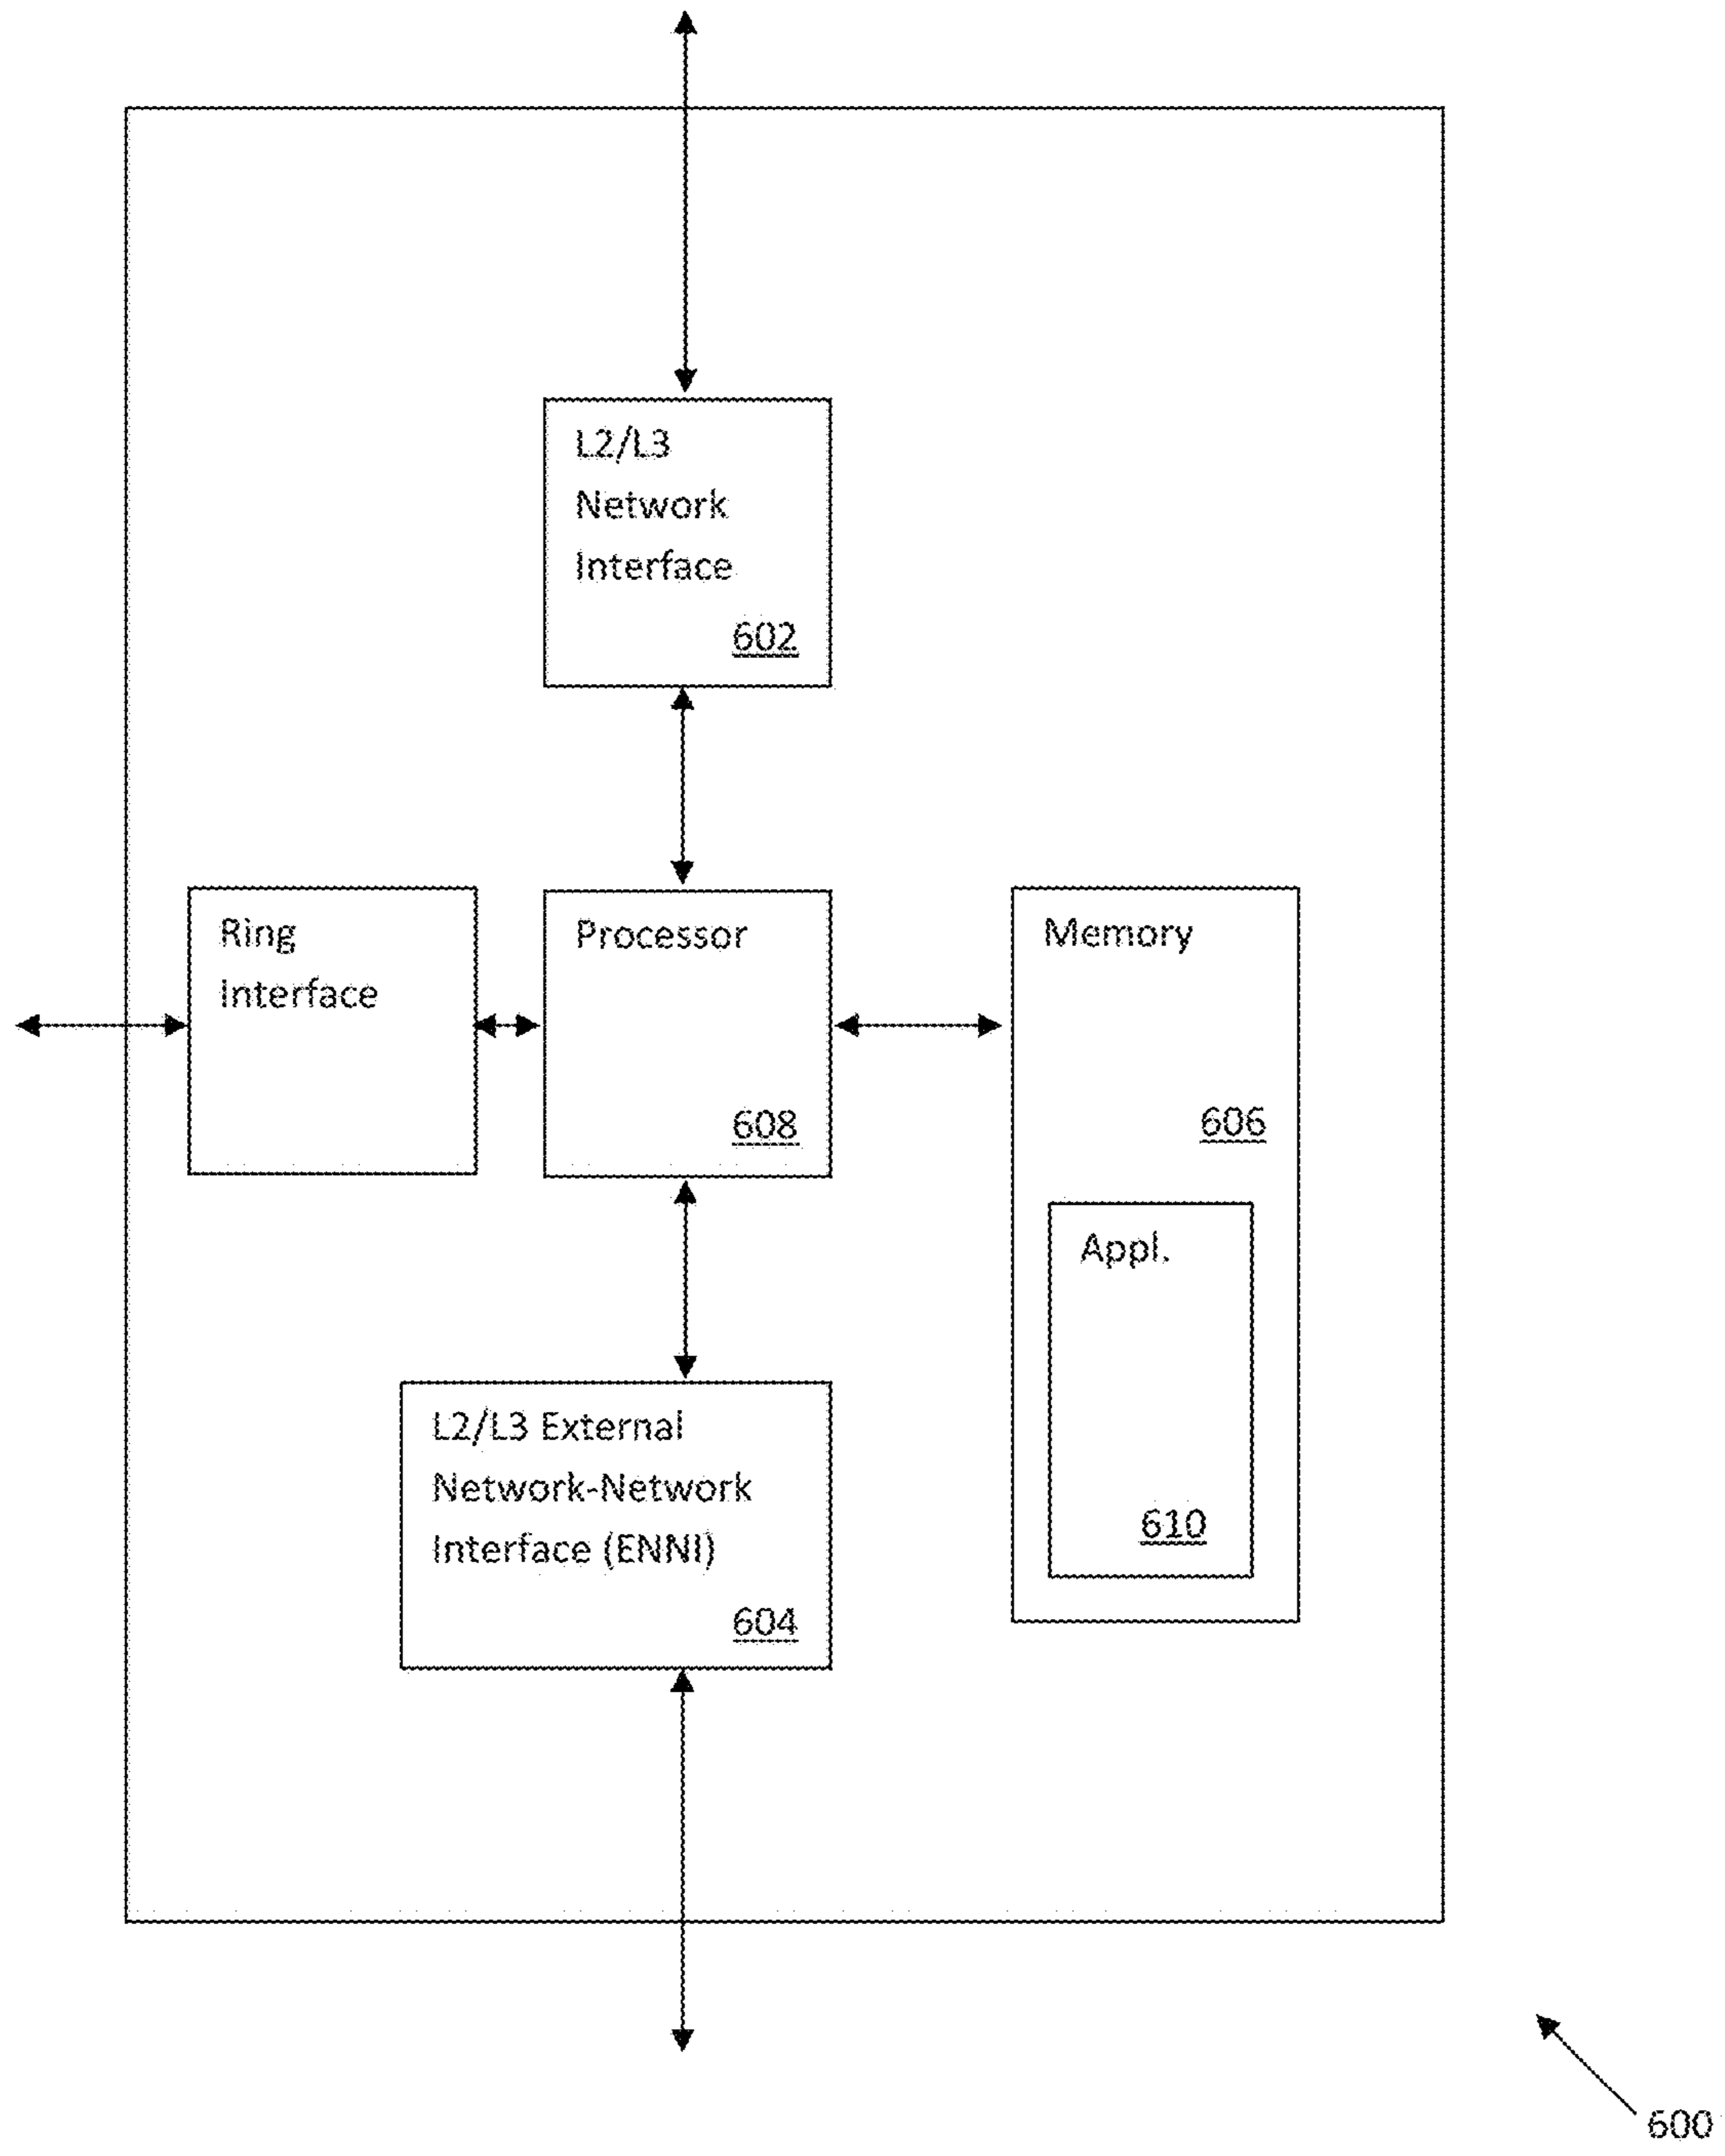 L2/L3
Network
Interface
602
Ring
Interface
Processor
608
Memory
606
Appl.
610
L2/L3 External
Network-Network
Interface (ENNI)
604
600